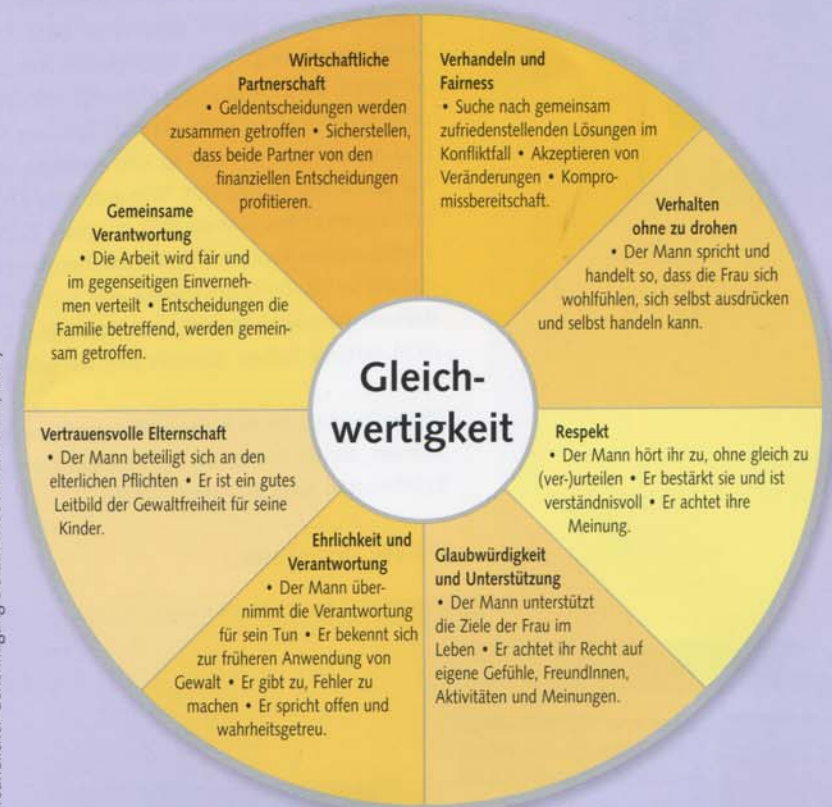 Wirtschaftliche
Partnerschaft
• Geldentscheidungen werden
zusammen getroffen • Sicherstellen,
dass beide Partner von den
finanziellen Entscheidungen
profitieren.
Verhandeln und
Fairness
• Suche nach gemeinsam
zufriedenstellenden Lösungen im
Konfliktfall • Akzeptieren von
Veränderungen • Kompro-
missbereitschaft.
Verhalten
ohne zu drohen
• Der Mann spricht und
handelt so, dass die Frau sich
wohlfühlen, sich selbst ausdrücken
und selbst handeln kann.
Respekt
• Der Mann hört ihr zu, ohne gleich zu
(ver-)urteilen • Er bestärkt sie und ist
verständnisvoll • Er achtet ihre
Meinung.
Glaubwürdigkeit
und Unterstützung
• Der Mann unterstützt
die Ziele der Frau im
Leben • Er achtet ihr Recht auf
eigene Gefühle, FreundInnen,
Aktivitäten und Meinungen.
Ehrlichkeit und
Verantwortung
• Der Mann über-
nimmt die Verantwortung
für sein Tun • Er bekennt sich
zur früheren Anwendung von
Gewalt • Er gibt zu, Fehler zu
machen • Er spricht offen und
wahrheitsgetreu.
Vertrauensvolle Elternschaft
• Der Mann beteiligt sich an den
elterlichen Pflichten • Er ist ein gutes
Leitbild der Gewaltfreiheit für seine
Kinder.
Gemeinsame
Verantwortung
• Die Arbeit wird fair und
im gegenseitigen Einverneh-
men verteilt • Entscheidungen die
Familie betreffend, werden gemein-
sam getroffen.
Gleich-
wertigkeit